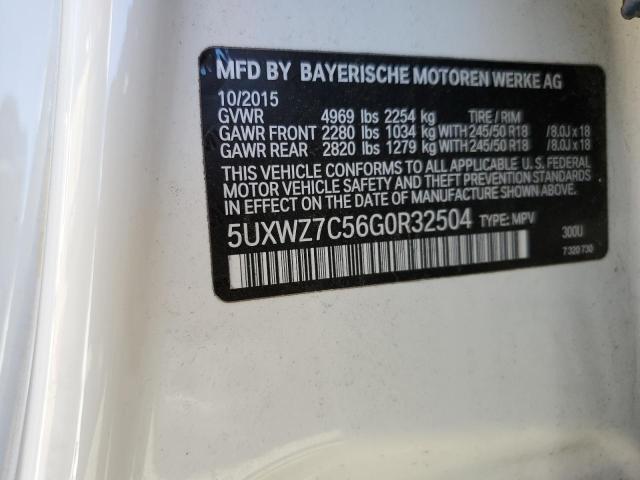 MFD BY BAYERISCHE MOTOREN WERKE AG
10/2015
GVWR 4969 lbs 2254 kg TIRE / RIM
GAWR FRONT 2280 lbs 1034 kg WITH 245/50 R18 /8.0J x 18
GAWR REAR 2820 lbs 1279 kg WITH 245/50 R18 /8.0J x 18
THIS VEHICLE CONFORMS TO ALL APPLICABLE U. S. FEDERAL
MOTOR VEHICLE SAFETY AND THEFT PREVENTION STANDARDS
IN EFFECT ON THE DATE OF MANUFACTURE SHOWN ABOVE.
5UXWZ7C56G0R32504 TYPE: MPV
300U
7 320 730